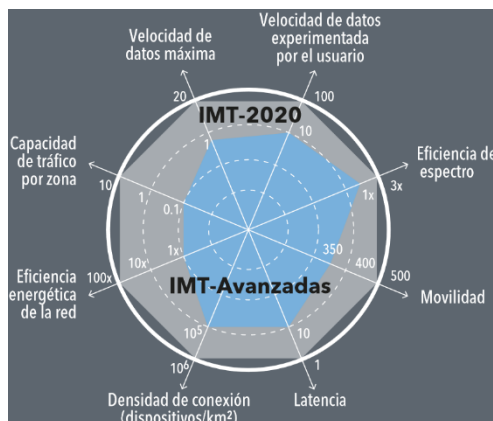 Velocidad de
datos máxima
Velocidad de datos
experimentada
por el usuario
20
100
IMT-2020
1
10
Capacidad
de tráfico
por zona
Eficiencia de
espectro
10
1
0.1
1x
3x
Eficiencia
energética
de la red
100x
10x
1x
350
400
500
Movilidad
IMT-Avanzadas
10⁵
10⁶
10
1
Densidad de conexión
(dispositivos/km²)
Latencia